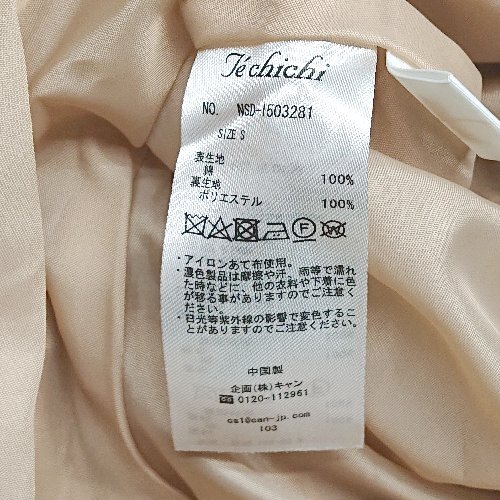 Téchichi
NO. NSD-I503281
SIZE S
表生地
綿 100%
裏生地
ポリエステル 100%
・アイロンあて布使用。
・濃色製品は摩擦や汗、雨等で濡れ
た時などに、他の衣料や下着に色
が移る事がありますのでご注意く
ださい。
・日光等紫外線の影響で変色するこ
とがありますのでご注意ください。
中国製
企画(株)キャン
0120-112961
cs1@can-jp.com
103